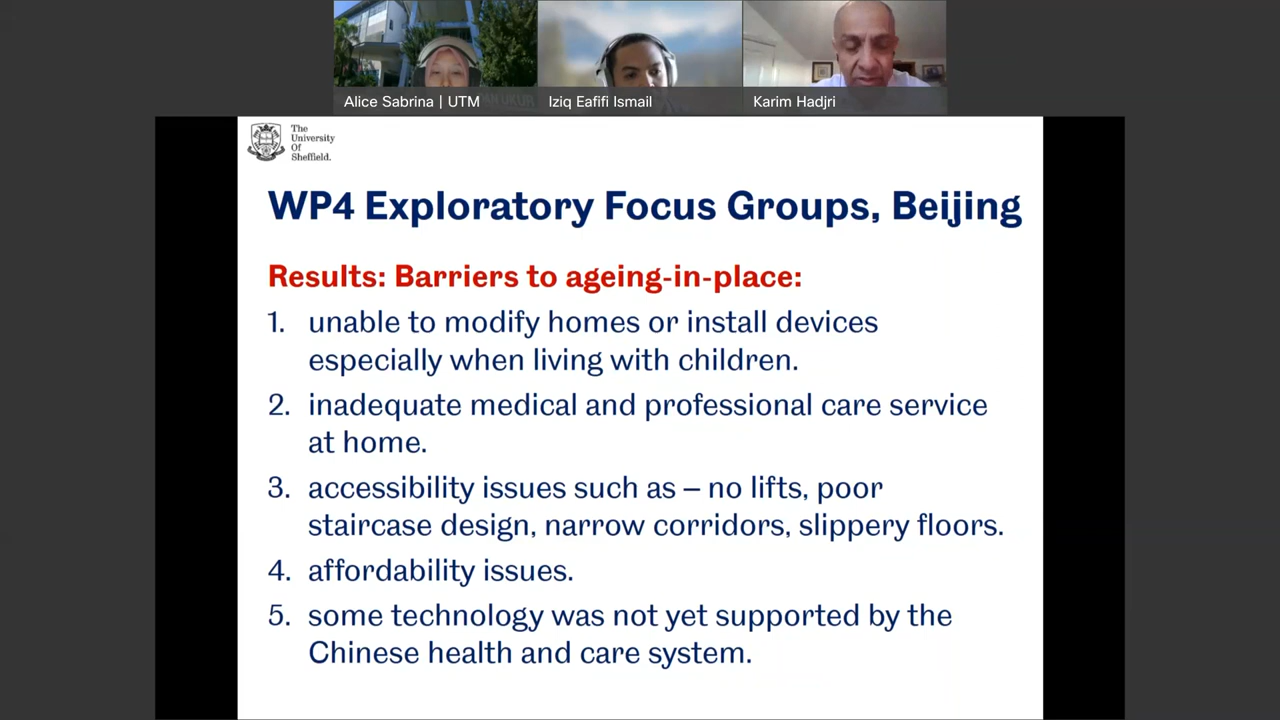 Alice Sabrina | UTM
Iziq Eafifi Ismail
Karim Hadjri
The
University
Of
Sheffield.
WP4 Exploratory Focus Groups, Beijing
Results: Barriers to ageing-in-place:
1. unable to modify homes or install devices
especially when living with children.
2. inadequate medical and professional care service
at home.
3. accessibility issues such as – no lifts, poor
staircase design, narrow corridors, slippery floors.
4. affordability issues.
5. some technology was not yet supported by the
Chinese health and care system.